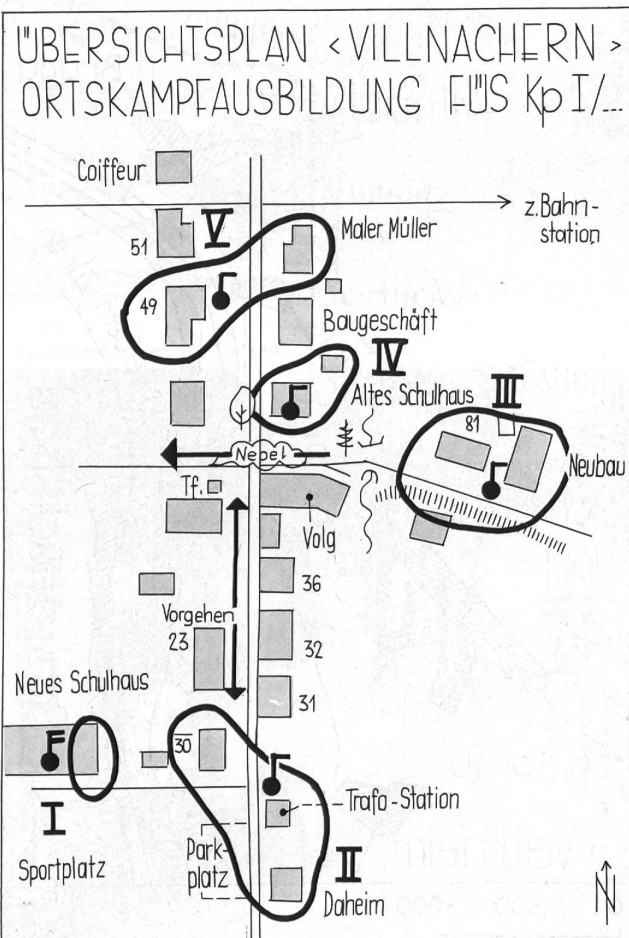 ÜBERSICHTSPLAN <VILLNACHERN>
ORTSKAMPFAUSBILDUNG FÜS Kp I/...
Coiffeur
z.Bahn-
station
51
V
Maler Müller
49
Baugeschäft
IV
Altes Schulhaus
III
81
Nebel
Neubau
Tf.
Volg
36
Vorgehen
23
32
Neues Schulhaus
31
30
I
Trafo-Station
Sportplatz
Park-
platz
II
Daheim
N